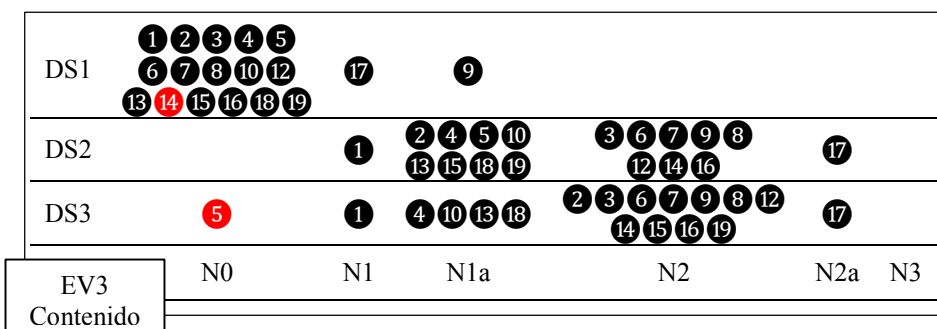 1 2 3 4 5
DS1 6 7 8 10 12 17 9
13 14 15 16 18 19
DS2 1 2 4 5 10 3 6 7 9 8 17
13 15 18 19 12 14 16
DS3 5 1 4 10 13 18 2 3 6 7 9 8 12 17
14 15 16 19
N0 N1 N1a N2 N2a N3
EV3
Contenido